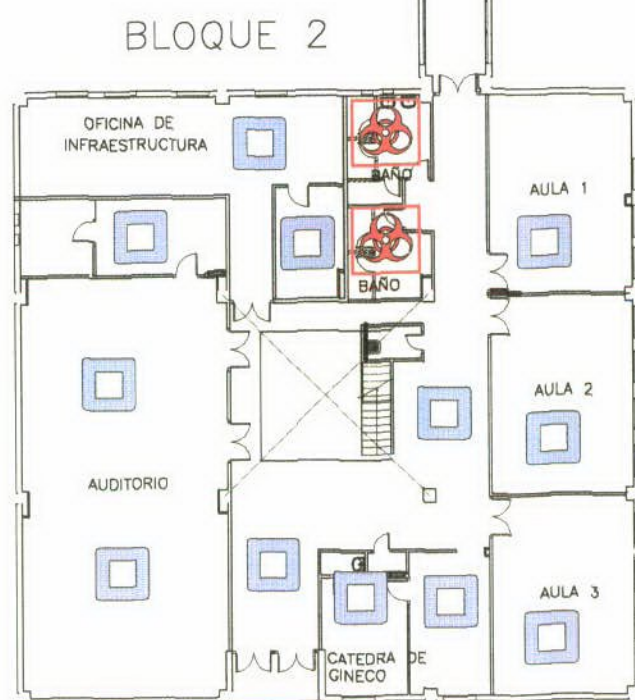 BLOQUE 2
OFICINA DE
INFRAESTRUCTURA
BAÑO
AULA 1
BAÑO
AULA 2
AUDITORIO
AULA 3
CATEDRA DE
GINECO